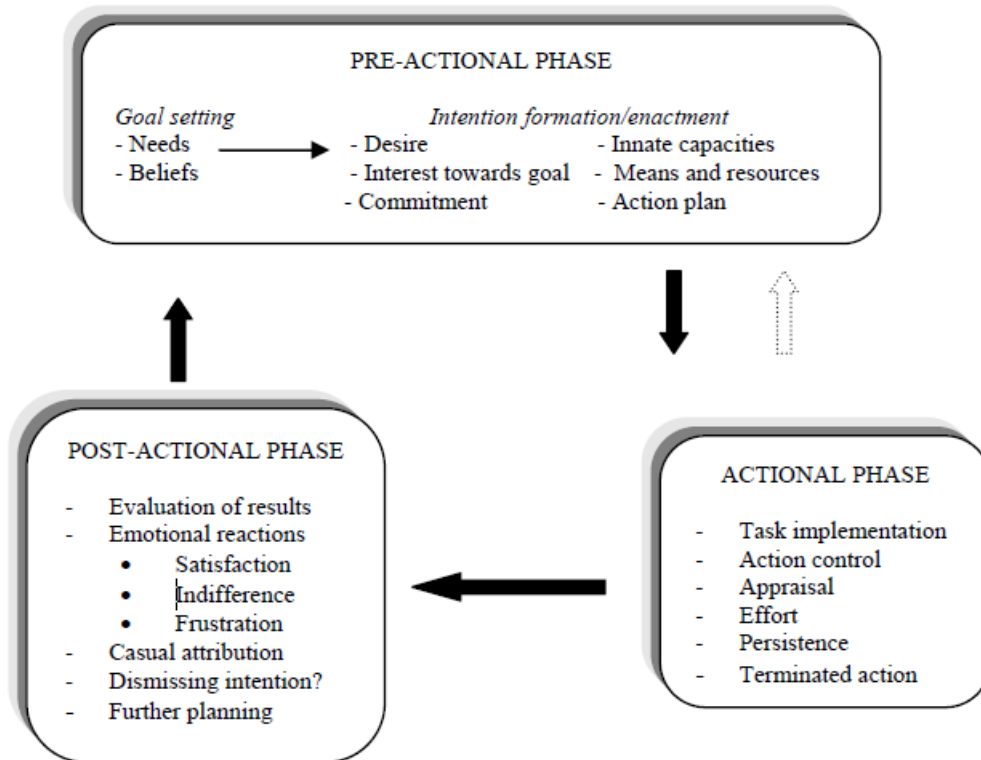 PRE-ACTIONAL PHASE
Goal setting Intention formation/enactment
- Needs - Desire - Innate capacities
- Beliefs - Interest towards goal - Means and resources
- Commitment - Action plan
POST-ACTIONAL PHASE
- Evaluation of results
- Emotional reactions
• Satisfaction
• Indifference
• Frustration
- Casual attribution
- Dismissing intention?
- Further planning
ACTIONAL PHASE
- Task implementation
- Action control
- Appraisal
- Effort
- Persistence
- Terminated action